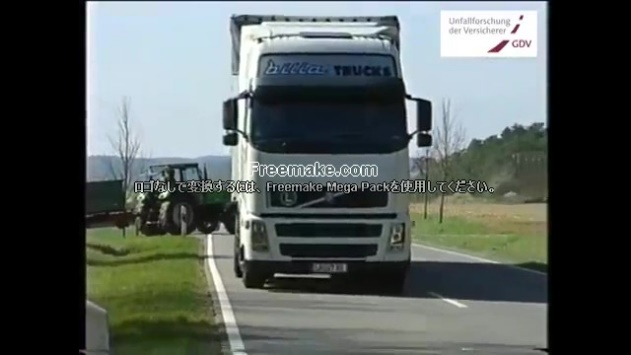 Unfallforschung
der Versicherer
GDV
bilia TRUCKS
Freemake.com
ロゴなしで変換するには、Freemake Mega Packを使用してください。